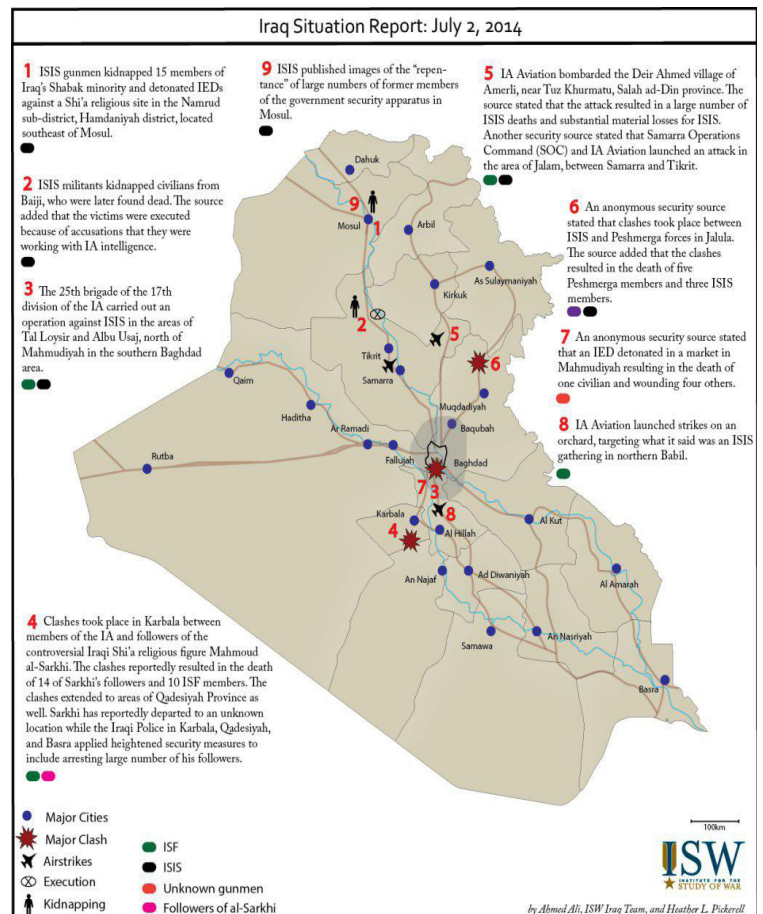 Iraq Situation Report: July 2, 2014
1 ISIS gunmen kidnapped 15 members of
Iraq's Shabak minority and detonated IEDs
against a Shi'a religious site in the Namrud
sub-district, Hamdaniyah district, located
southeast of Mosul.
2 ISIS militants kidnapped civilians from
Baiji, who were later found dead. The source
added that the victims were executed
because of accusations that they were
working with IA intelligence.
3 The 25th brigade of the 17th
division of the IA carried out an
operation against ISIS in the areas of
Tal Loysir and Albu Usaj, north of
Mahmudiyah in the southern Baghdad
area.
9 ISIS published images of the "repen-
tance" of large numbers of former members
of the government security apparatus in
Mosul.
5 IA Aviation bombarded the Deir Ahmed village of
Amerli, near Tuz Khurmatu, Salah ad-Din province. The
source stated that the attack resulted in a large number of
ISIS deaths and substantial material losses for ISIS.
Another security source stated that Samarra Operations
Command (SOC) and IA Aviation launched an attack in
the area of Jalam, between Samarra and Tikrit.
6 An anonymous security source
stated that clashes took place between
ISIS and Peshmerga forces in Jalula.
The source added that the clashes
resulted in the death of five
Peshmerga members and three ISIS
members.
7 An anonymous security source stated
that an IED detonated in a market in
Mahmudiyah resulting in the death of
one civilian and wounding four others.
8 IA Aviation launched strikes on an
orchard, targeting what it said was an ISIS
gathering in northern Babil.
Dahuk
9
Mosul
1
Arbil
As Sulaymaniyah
Kirkuk
2
5
Tikrit
6
Samarra
Qaim
Muqdadiyah
Haditha
Baqubah
Ar Ramadi
Rutba
Fallujah
Baghdad
7
3
Karbala
8
4
Al Hillah
Al Kut
An Najaf
Ad Diwaniyah
Al Amarah
Samawa
An Nasriyah
Basra
4 Clashes took place in Karbala between
members of the IA and followers of the
controversial Iraqi Shi'a religious figure Mahmoud
al-Sarkhi. The clashes reportedly resulted in the death
of 14 of Sarkhi's followers and 10 ISF members. The
clashes extended to areas of Qadesiyah Province as
well. Sarkhi has reportedly departed to an unknown
location while the Iraqi Police in Karbala, Qadesiyah,
and Basra applied heightened security measures to
include arresting large number of his followers.
Major Cities
Major Clash
Airstrikes
Execution
Kidnapping
ISF
ISIS
Unknown gunmen
Followers of al-Sarkhi
100km
ISW
INSTITUTE FOR THE
STUDY OF WAR
by Ahmed Ali, ISW Iraq Team, and Heather L. Pickerell